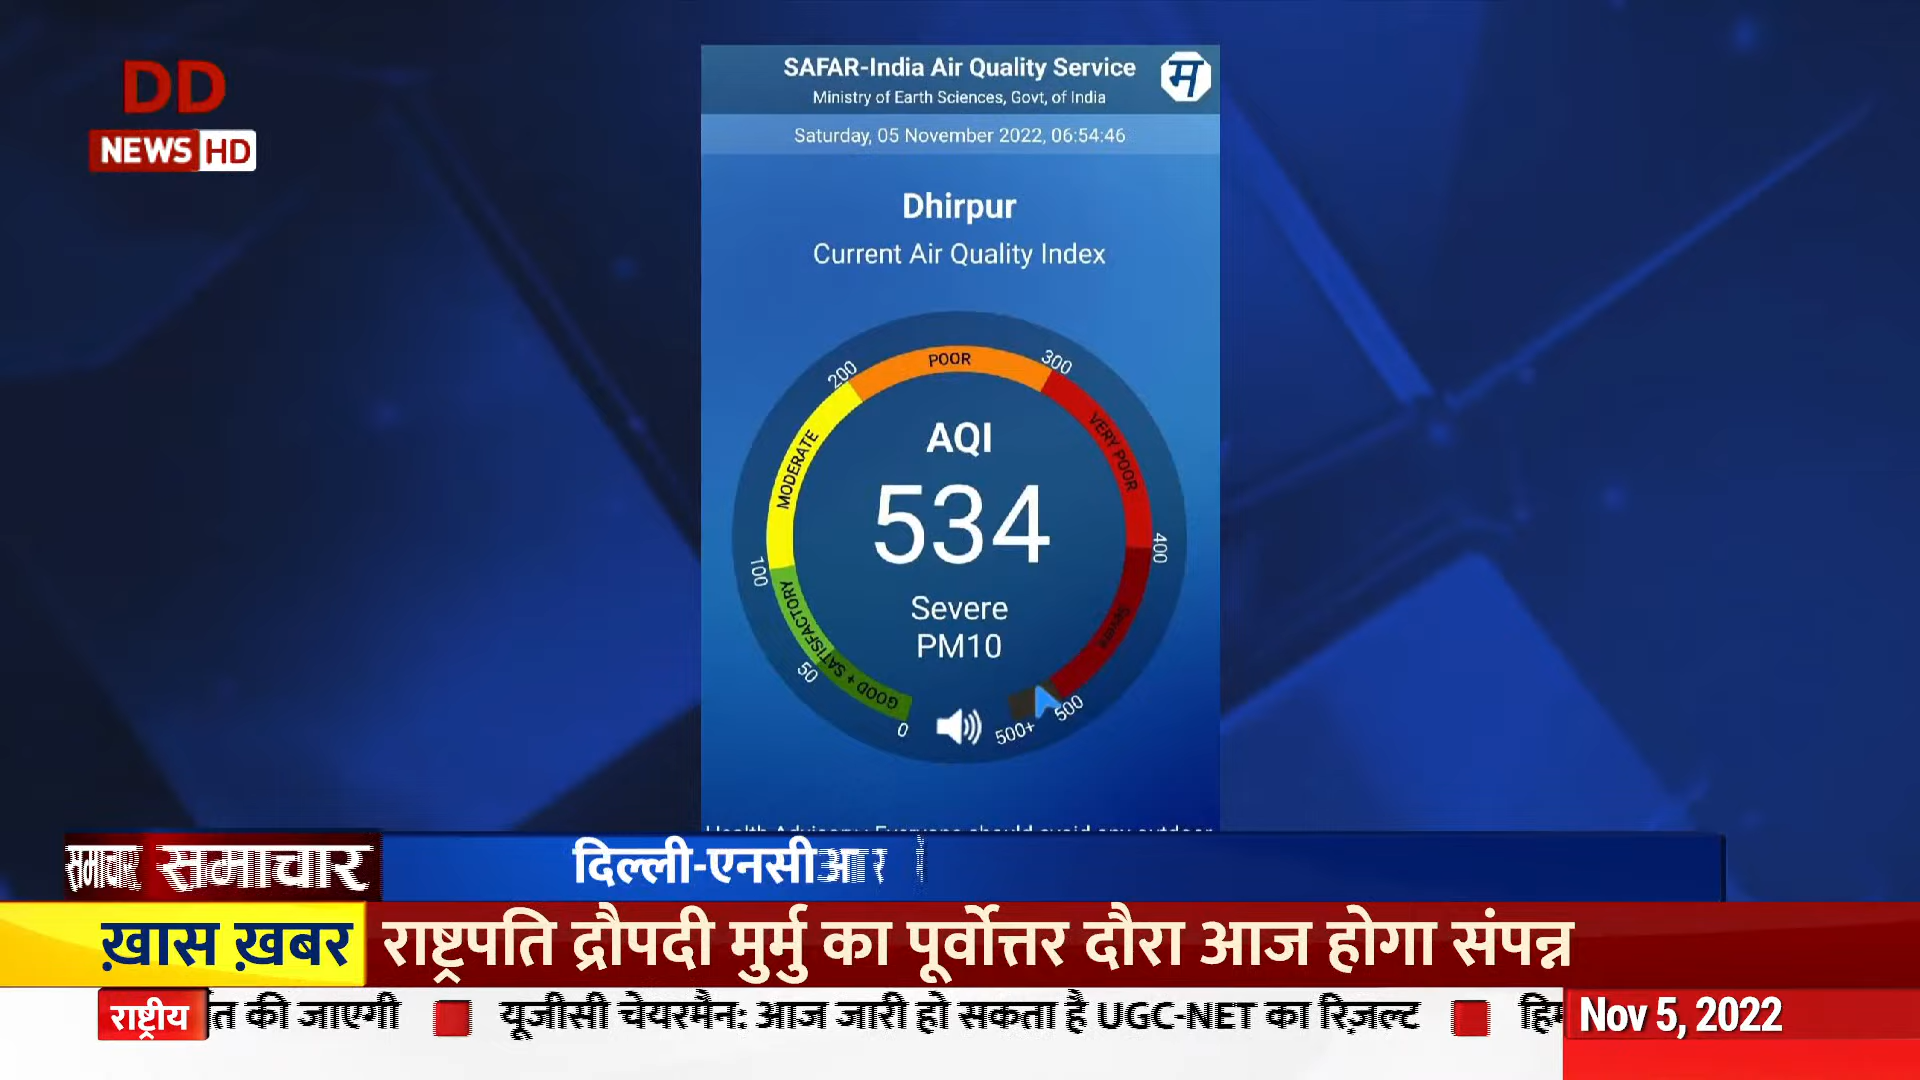 DD
NEWS HD
SAFAR-India Air Quality Service
Ministry of Earth Sciences, Govt, of India
म
Saturday, 05 November 2022, 06:54:46
Dhirpur
Current Air Quality Index
200
POOR
300
MODERATE
VERY POOR
AQI
534
Severe
PM10
100
400
SATISFACTORY
Severe
50
GOOD +
0
500+
500
समाचार समाचार
दिल्ली-एनसीआर
ख़ास ख़बर
राष्ट्रपति द्रौपदी मुर्मु का पूर्वोत्तर दौरा आज होगा संपन्न
राष्ट्रीय
की जाएगी
यूजीसी चेयरमैन: आज जारी हो सकता है UGC-NET का रिज़ल्ट
Nov 5, 2022